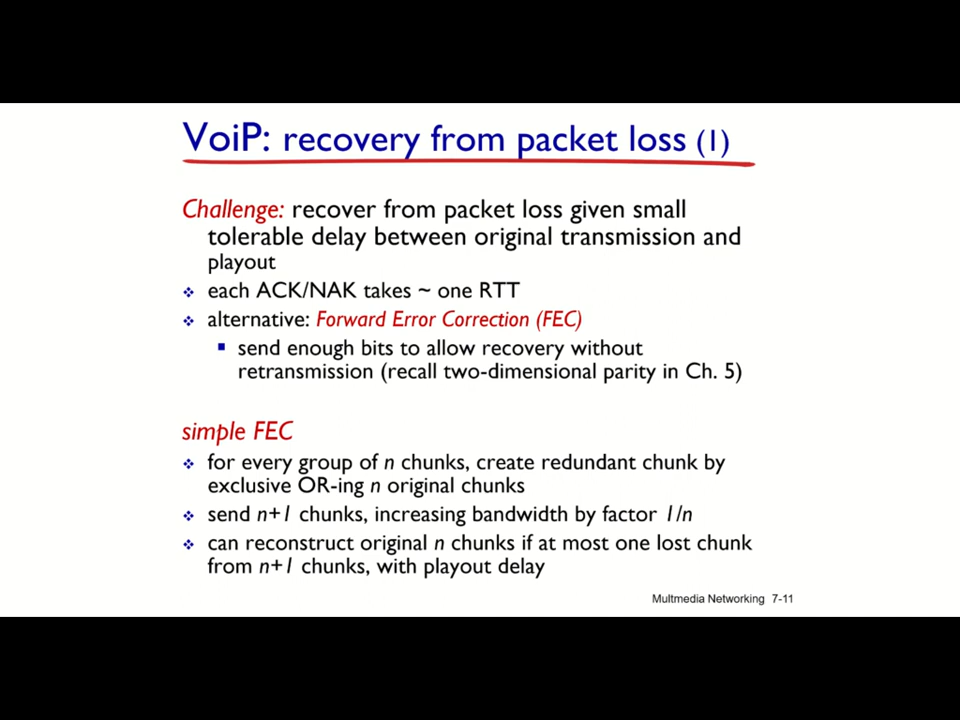 VoiP: recovery from packet loss (1)
Challenge: recover from packet loss given small
tolerable delay between original transmission and
playout
❖ each ACK/NAK takes ~ one RTT
❖ alternative: Forward Error Correction (FEC)
▪ send enough bits to allow recovery without
retransmission (recall two-dimensional parity in Ch. 5)
simple FEC
❖ for every group of n chunks, create redundant chunk by
exclusive OR-ing n original chunks
❖ send n+1 chunks, increasing bandwidth by factor 1/n
❖ can reconstruct original n chunks if at most one lost chunk
from n+1 chunks, with playout delay
Multmedia Networking 7-11